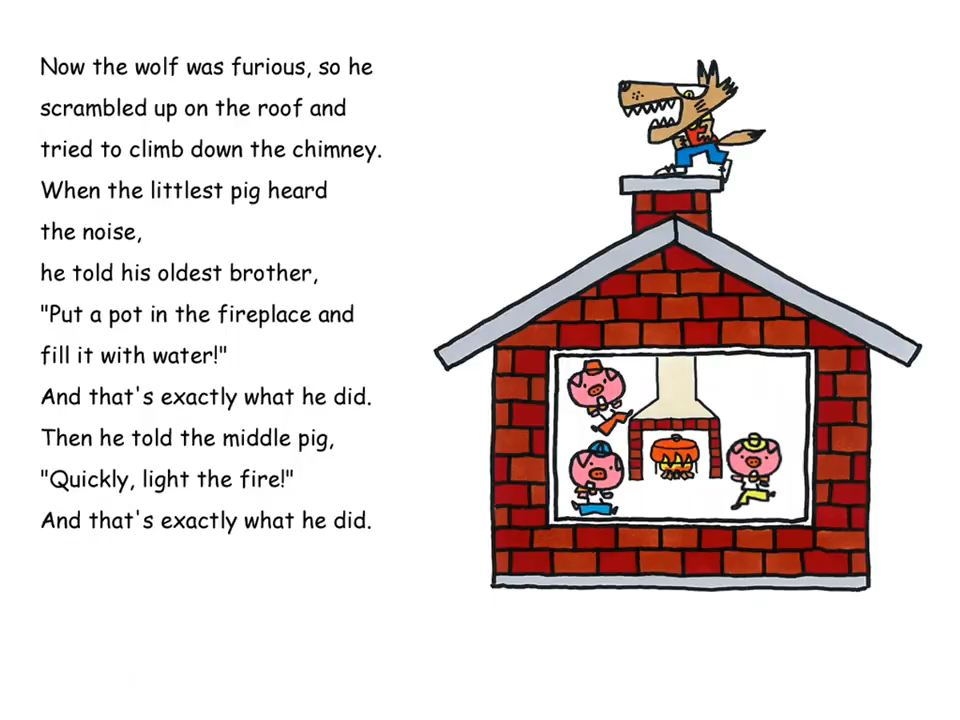 Now the wolf was furious, so he
scrambled up on the roof and
tried to climb down the chimney.
When the littlest pig heard
the noise,
he told his oldest brother,
"Put a pot in the fireplace and
fill it with water!"
And that's exactly what he did.
Then he told the middle pig,
"Quickly, light the fire!"
And that's exactly what he did.